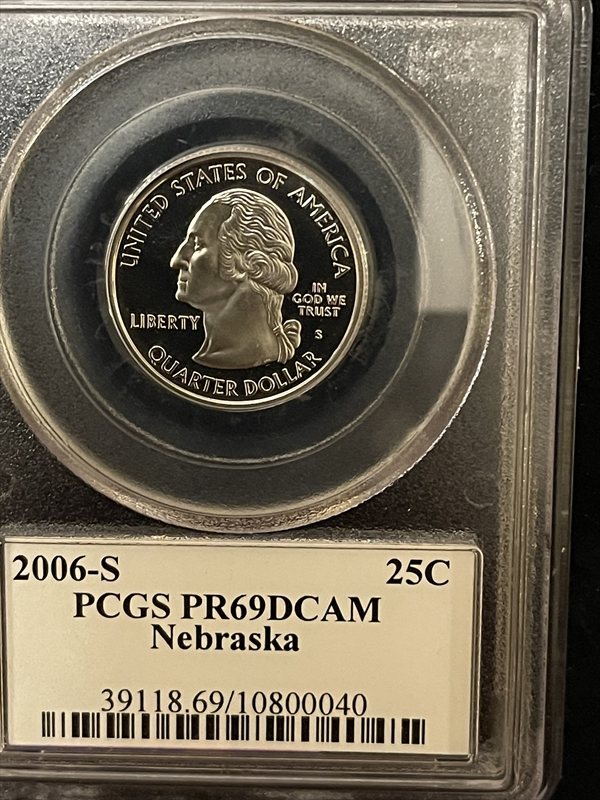 UNITED STATES OF AMERICA
IN
GOD WE
TRUST
LIBERTY
S
QUARTER DOLLAR
2006-S 25C
PCGS PR69DCAM
Nebraska
39118.69/10800040